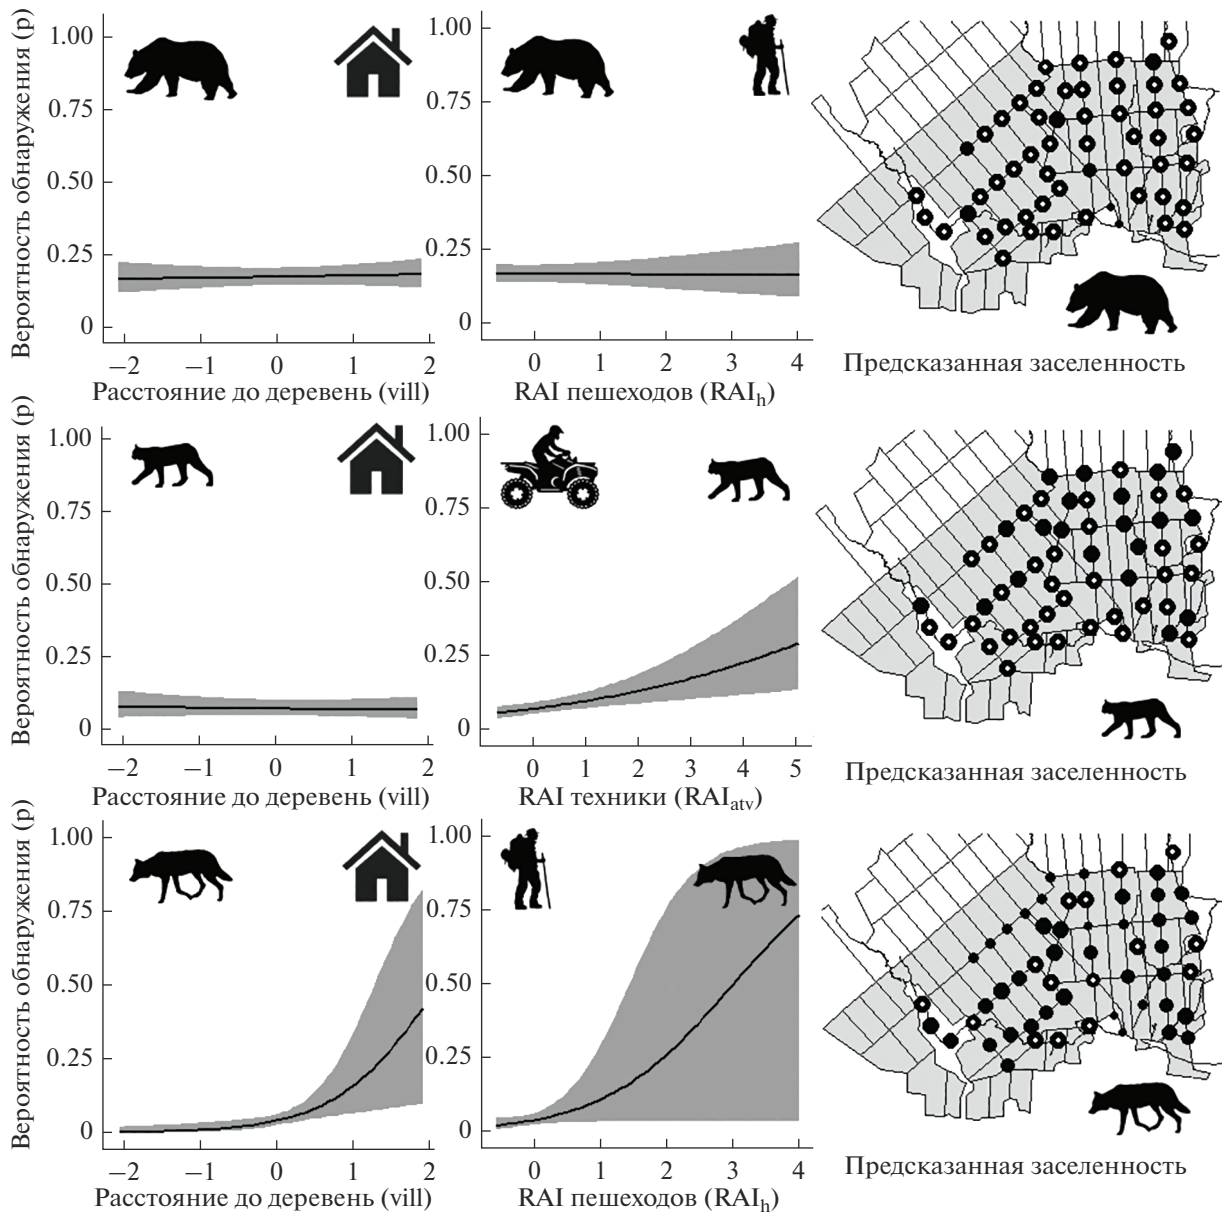 Вероятность обнаружения (p)
1.00
0.75
0.50
0.25
0
−2 −1 0 1 2
Расстояние до деревень (vill)
1.00
0.75
0.50
0.25
0
0 1 2 3 4
RAI пешеходов (RAIh)
Предсказанная заселенность
Вероятность обнаружения (p)
1.00
0.75
0.50
0.25
0
−2 −1 0 1 2
Расстояние до деревень (vill)
1.00
0.75
0.50
0.25
0
0 1 2 3 4 5
RAI техники (RAIatv)
Предсказанная заселенность
Вероятность обнаружения (p)
1.00
0.75
0.50
0.25
0
−2 −1 0 1 2
Расстояние до деревень (vill)
1.00
0.75
0.50
0.25
0
0 1 2 3 4
RAI пешеходов (RAIh)
Предсказанная заселенность